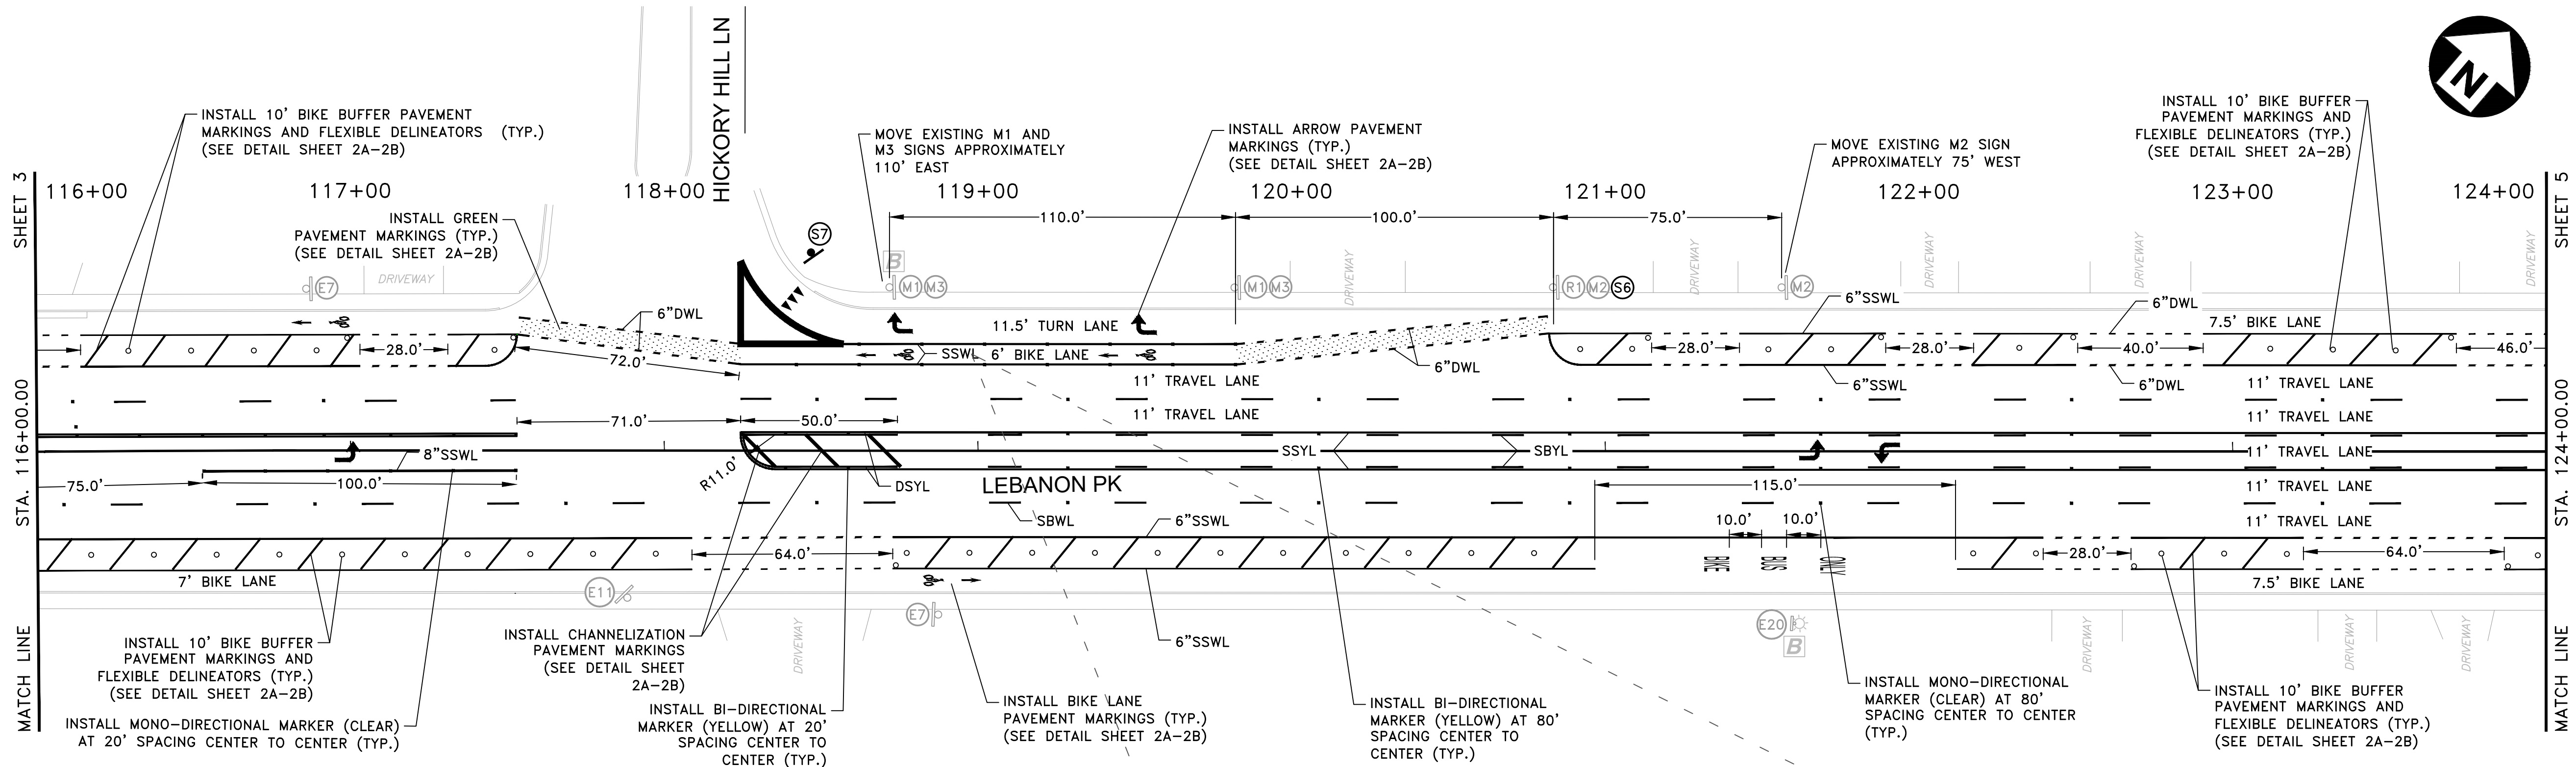 HICKORY HILL LN
N
INSTALL 10' BIKE BUFFER PAVEMENT
MARKINGS AND FLEXIBLE DELINEATORS (TYP.)
(SEE DETAIL SHEET 2A-2B)
MOVE EXISTING M1 AND
M3 SIGNS APPROXIMATELY
110' EAST
INSTALL ARROW PAVEMENT
MARKINGS (TYP.)
(SEE DETAIL SHEET 2A-2B)
MOVE EXISTING M2 SIGN
APPROXIMATELY 75' WEST
INSTALL 10' BIKE BUFFER
PAVEMENT MARKINGS AND
FLEXIBLE DELINEATORS (TYP.)
(SEE DETAIL SHEET 2A-2B)
SHEET 3
116+00
117+00
118+00
119+00
120+00
121+00
122+00
123+00
124+00
SHEET 5
INSTALL GREEN
PAVEMENT MARKINGS (TYP.)
(SEE DETAIL SHEET 2A-2B)
110.0'
100.0'
75.0'
S7
B
E7
DRIVEWAY
M1 M3
M1 M3
DRIVEWAY
R1 M2 S6
DRIVEWAY
M2
DRIVEWAY
DRIVEWAY
DRIVEWAY
6"DWL
11.5' TURN LANE
6"SSWL
6"DWL
7.5' BIKE LANE
28.0'
72.0'
SSWL 6' BIKE LANE
6"DWL
28.0'
28.0'
40.0'
46.0'
11' TRAVEL LANE
6"SSWL
6"DWL
11' TRAVEL LANE
STA. 116+00.00
71.0'
50.0'
11' TRAVEL LANE
11' TRAVEL LANE
STA. 124+00.00
8"SSWL
SSYL
SBYL
11' TRAVEL LANE
75.0'
100.0'
R11.0'
DSYL
LEBANON PK
115.0'
11' TRAVEL LANE
SBWL
6"SSWL
10.0'
10.0'
11' TRAVEL LANE
64.0'
BIKE
BUS
ONLY
28.0'
64.0'
7' BIKE LANE
7.5' BIKE LANE
E11
E7
E20
B
MATCH LINE
INSTALL 10' BIKE BUFFER
PAVEMENT MARKINGS AND
FLEXIBLE DELINEATORS (TYP.)
(SEE DETAIL SHEET 2A-2B)
INSTALL MONO-DIRECTIONAL MARKER (CLEAR)
AT 20' SPACING CENTER TO CENTER (TYP.)
INSTALL CHANNELIZATION
PAVEMENT MARKINGS
(SEE DETAIL SHEET
2A-2B)
INSTALL BI-DIRECTIONAL
MARKER (YELLOW) AT 20'
SPACING CENTER TO
CENTER (TYP.)
DRIVEWAY
6"SSWL
INSTALL BIKE LANE
PAVEMENT MARKINGS (TYP.)
(SEE DETAIL SHEET 2A-2B)
INSTALL BI-DIRECTIONAL
MARKER (YELLOW) AT 80'
SPACING CENTER TO
CENTER (TYP.)
INSTALL MONO-DIRECTIONAL
MARKER (CLEAR) AT 80'
SPACING CENTER TO CENTER
(TYP.)
DRIVEWAY
DRIVEWAY
DRIVEWAY
INSTALL 10' BIKE BUFFER
PAVEMENT MARKINGS AND
FLEXIBLE DELINEATORS (TYP.)
(SEE DETAIL SHEET 2A-2B)
MATCH LINE